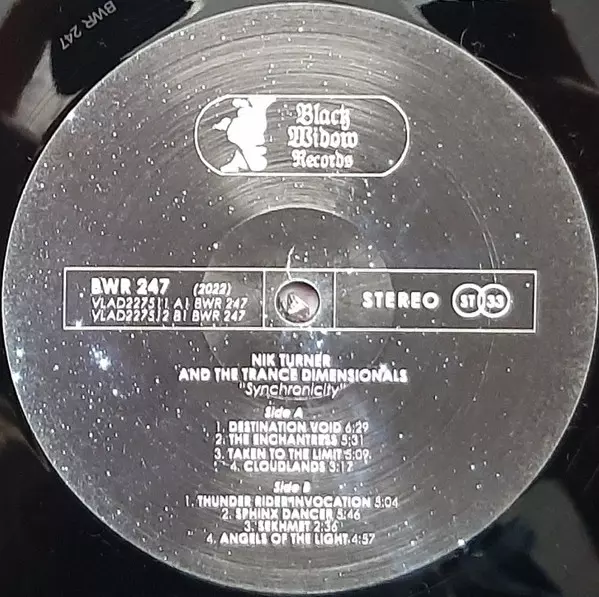 BWR 247
Black
Widow
Records
BWR 247 (2022)
VLAD22751 1 A1 BWR 247
VLAD22751 2 B1 BWR 247
STEREO ST 33
NIK TURNER
AND THE TRANCE DIMENSIONALS
"Synchronicity"
Side A
1. DESTINATION VOID 6:29
2. THE ENCHANTRESS 5:31
3. TAKEN TO THE LIMIT 5:09
4. CLOUDLANDS 3:17
Side B
1. THUNDER RIDER INVOCATION 5:04
2. SPHINX DANCER 5:46
3. SEKHMET 2:36
4. ANGELS OF THE LIGHT 4:57